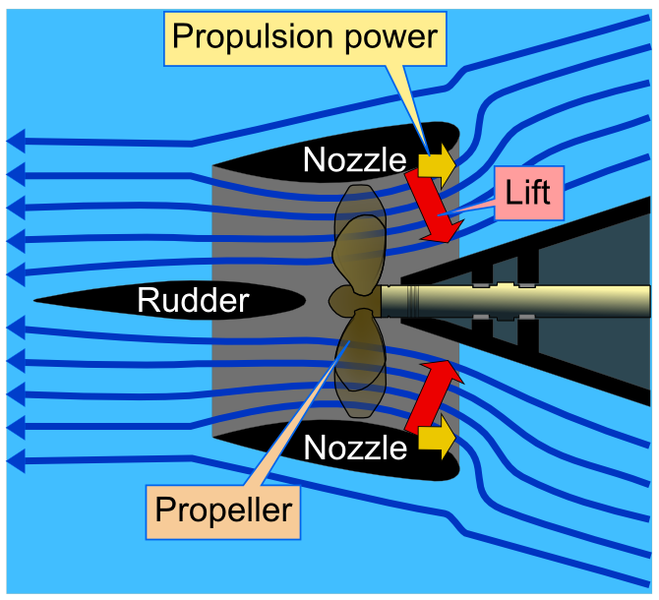 Propulsion power
Nozzle
Lift
Rudder
Nozzle
Propeller